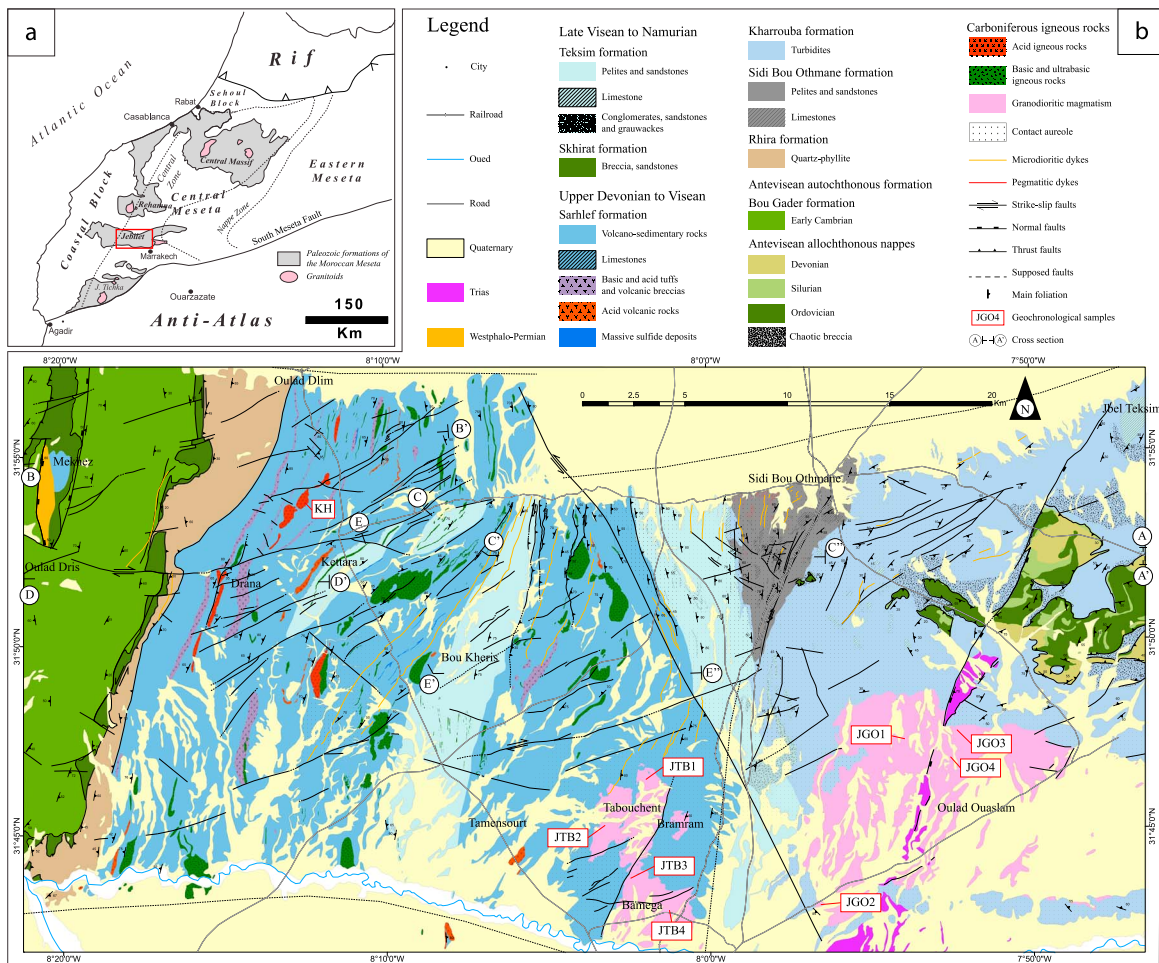 a
Rif
Atlantic Ocean
Sehoul
Block
Rabat
Casablanca
Central Massif
Central
Zone
Eastern
Meseta
Coastal Block
Rehamna
Central
Meseta
Nappe Zone
Jebilet
South Meseta Fault
Marrakech
J. Tichka
Ouarzazate
Agadir
Anti-Atlas
Paleozoic formations of
the Moroccan Meseta
Granitoids
150
Km
b
Legend
City
Railroad
Oued
Road
Quaternary
Trias
Westphalo-Permian
Late Visean to Namurian
Teksim formation
Pelites and sandstones
Limestone
Conglomerates, sandstones
and grauwackes
Skhirat formation
Breccia, sandstones
Upper Devonian to Visean
Sarhlef formation
Volcano-sedimentary rocks
Limestones
Basic and acid tuffs
and volcanic breccias
Acid volcanic rocks
Massive sulfide deposits
Kharrouba formation
Turbidites
Sidi Bou Othmane formation
Pelites and sandstones
Limestones
Rhira formation
Quartz-phyllite
Antevisean autochthonous formation
Bou Gader formation
Early Cambrian
Antevisean allochthonous nappes
Devonian
Silurian
Ordovician
Chaotic breccia
Carboniferous igneous rocks
Acid igneous rocks
Basic and ultrabasic
igneous rocks
Granodioritic magmatism
Contact aureole
Microdioritic dykes
Pegmatitic dykes
Strike-slip faults
Normal faults
Thrust faults
Supposed faults
Main foliation
JGO4 Geochronological samples
A A' Cross section
8°20'0"W 8°10'0"W 8°0'0"W 7°50'0"W
Oulad Dlim
0 2.5 5 10 15 20
Km
N
Jbel Teksim
31°55'0"N
31°55'0"N
B'
B
Mekhez
Sidi Bou Othmane
KH
C
E
C'
C''
A
Oulad Dris
Kettara
D
Drana
D'
A'
31°50'0"N
31°50'0"N
Bou Kheris
E'
E''
JGO1
JGO3
JGO4
JTB1
Tabouchent
Oulad Ouaslam
31°45'0"N
31°45'0"N
Tamensourt
Bramram
JTB2
JTB3
Bamega
JGO2
JTB4
8°20'0"W 8°10'0"W 8°0'0"W 7°50'0"W